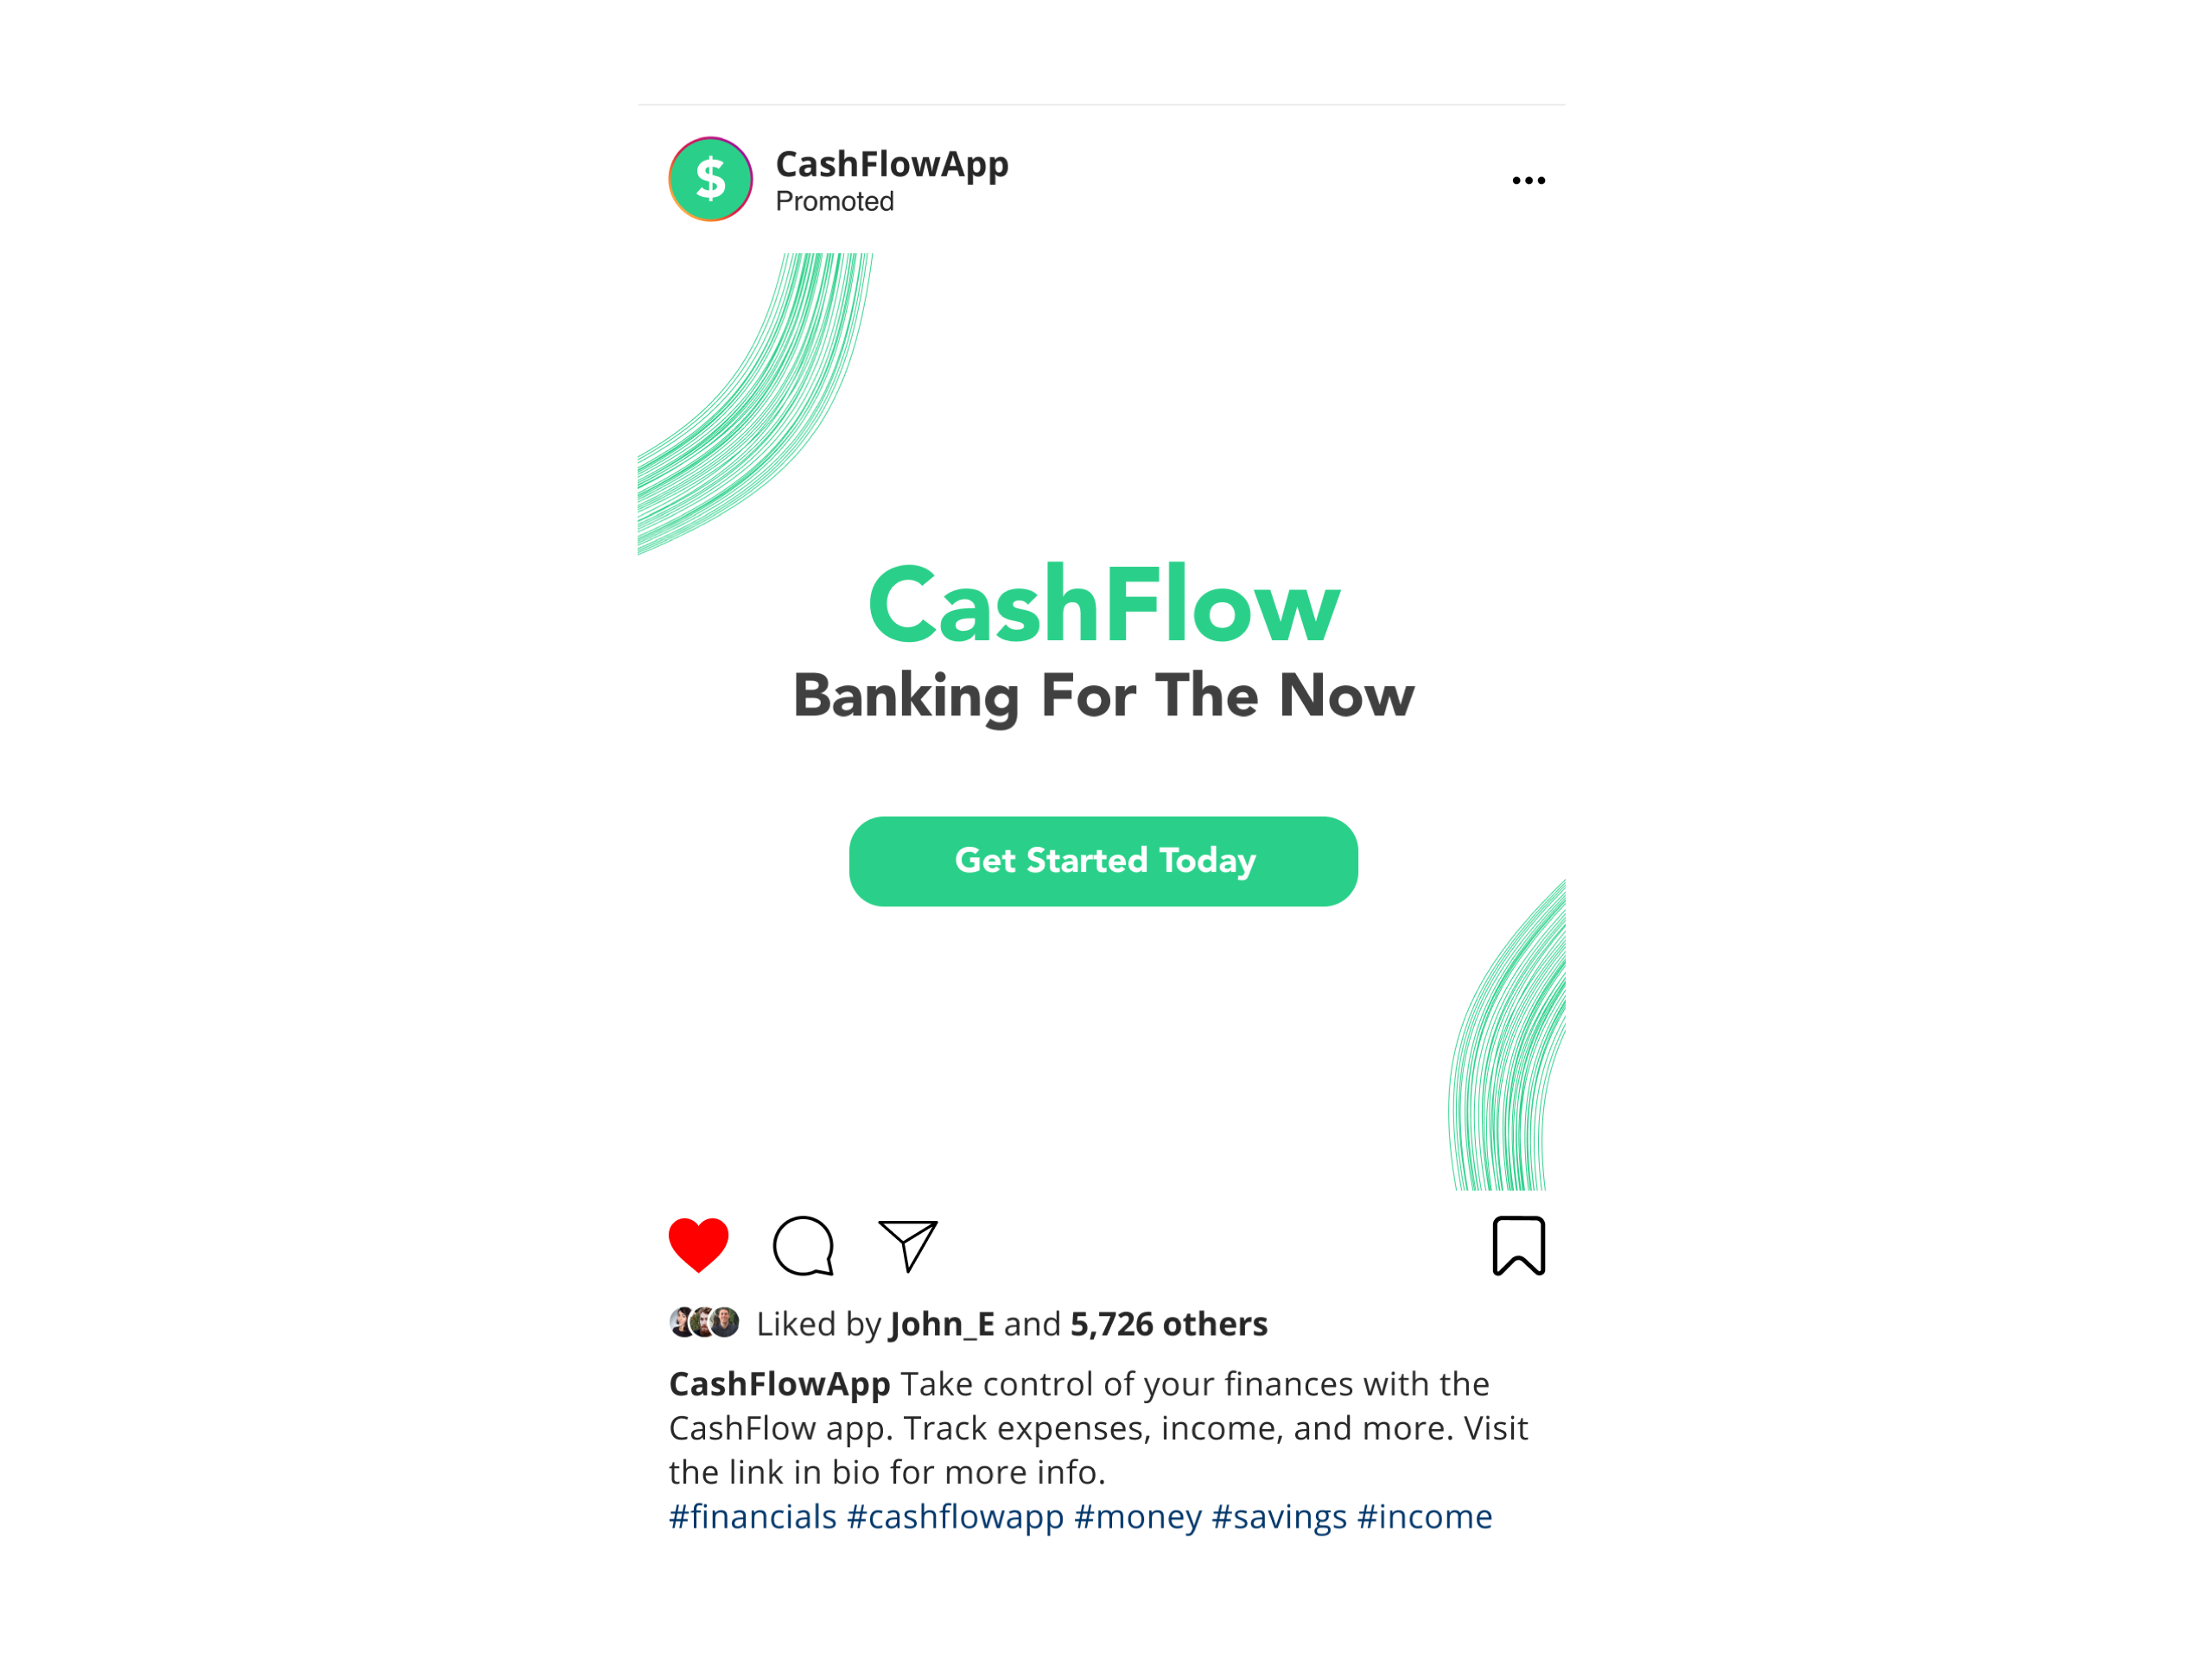 $
CashFlowApp
Promoted
CashFlow
Banking For The Now
Get Started Today
Liked by John_E and 5,726 others
CashFlowApp Take control of your finances with the
CashFlow app. Track expenses, income, and more. Visit
the link in bio for more info.
#financials #cashflowapp #money #savings #income